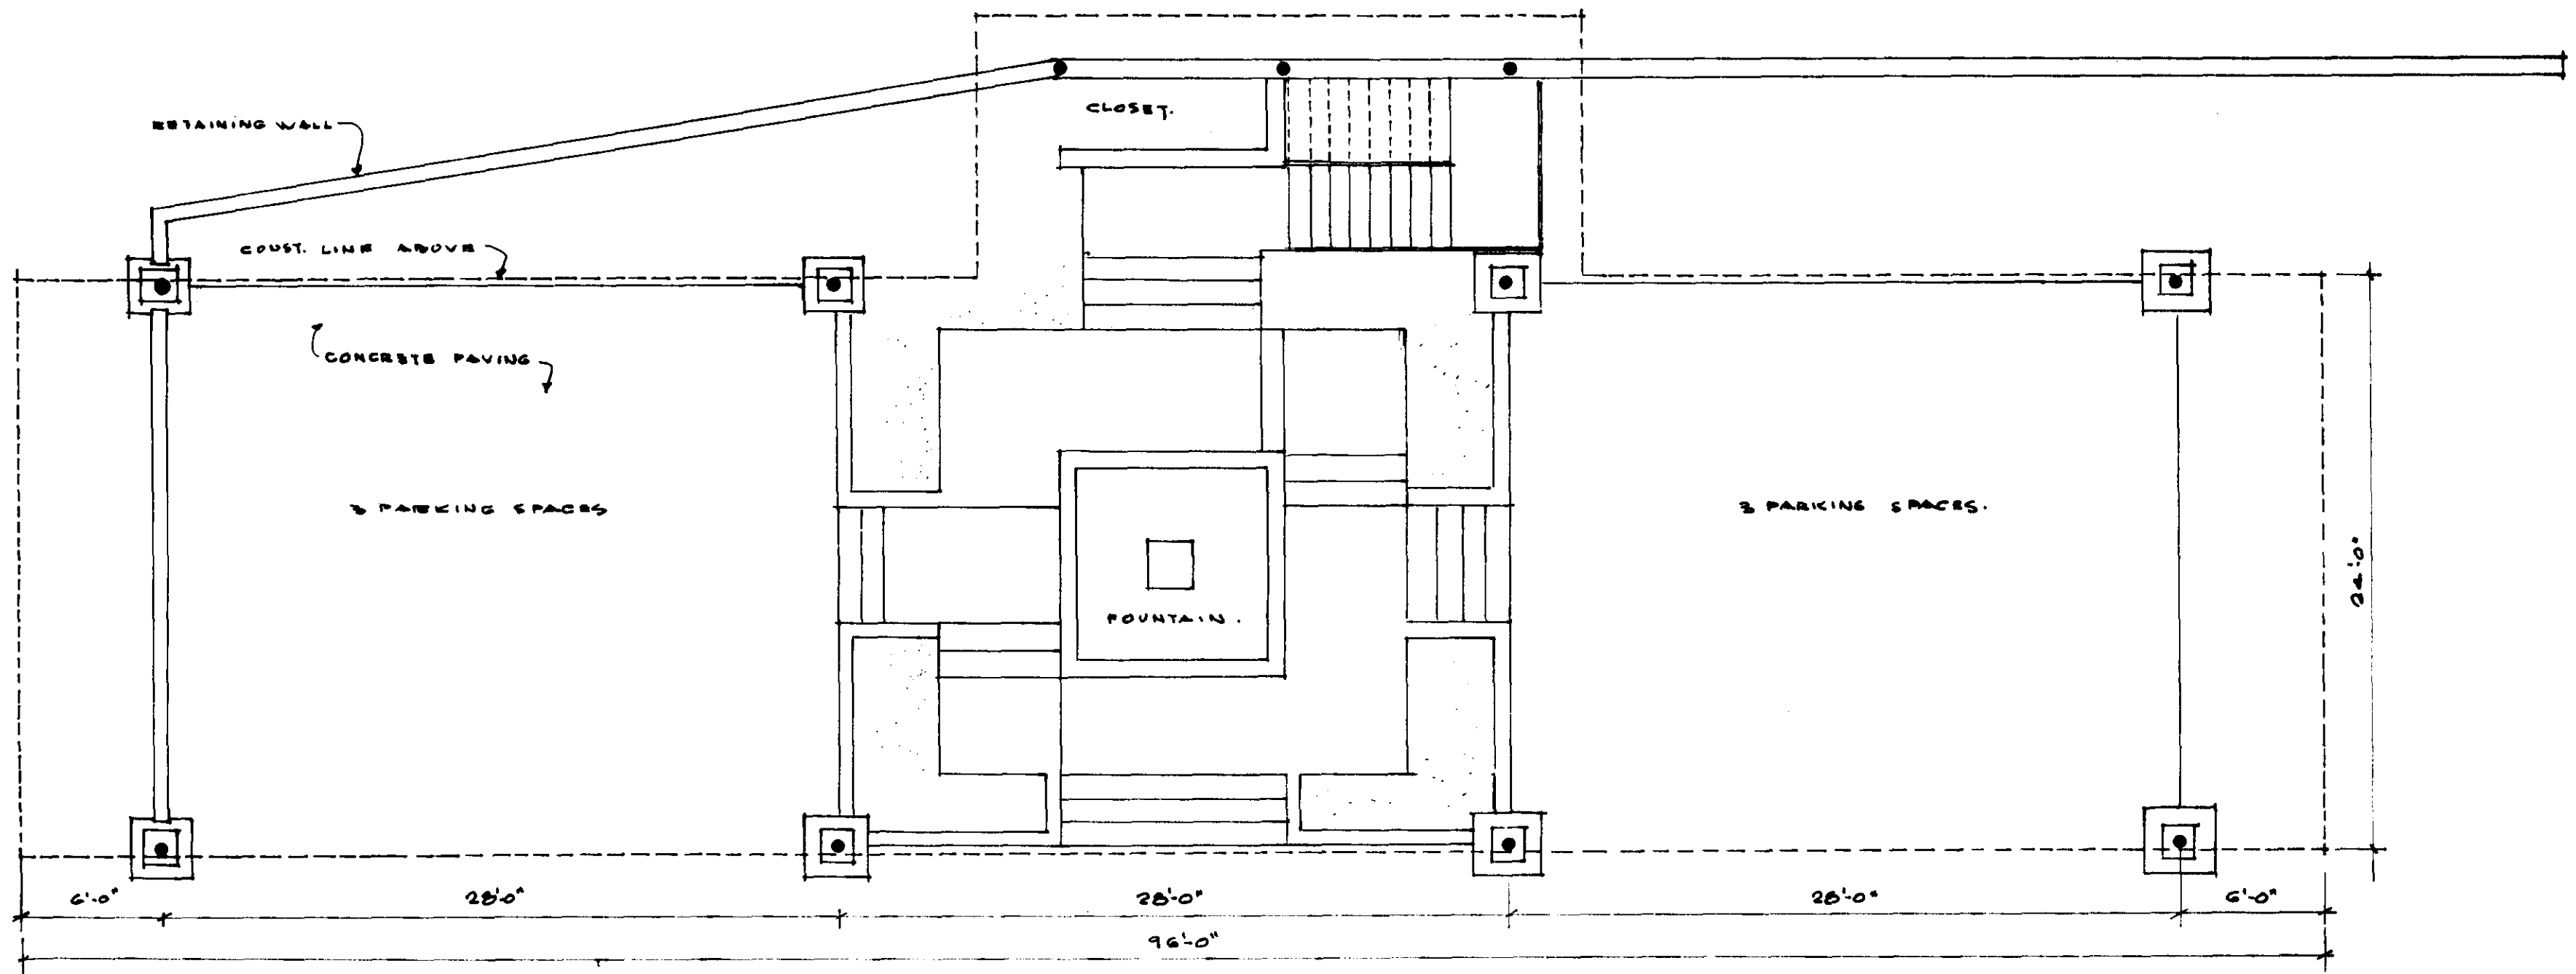 CLOSET.
RETAINING WALL
CONST. LINE ABOVE
CONCRETE PAVING
3 PARKING SPACES
3 PARKING SPACES.
FOUNTAIN.
24'-0"
6'-0"
28'-0"
28'-0"
28'-0"
6'-0"
96'-0"